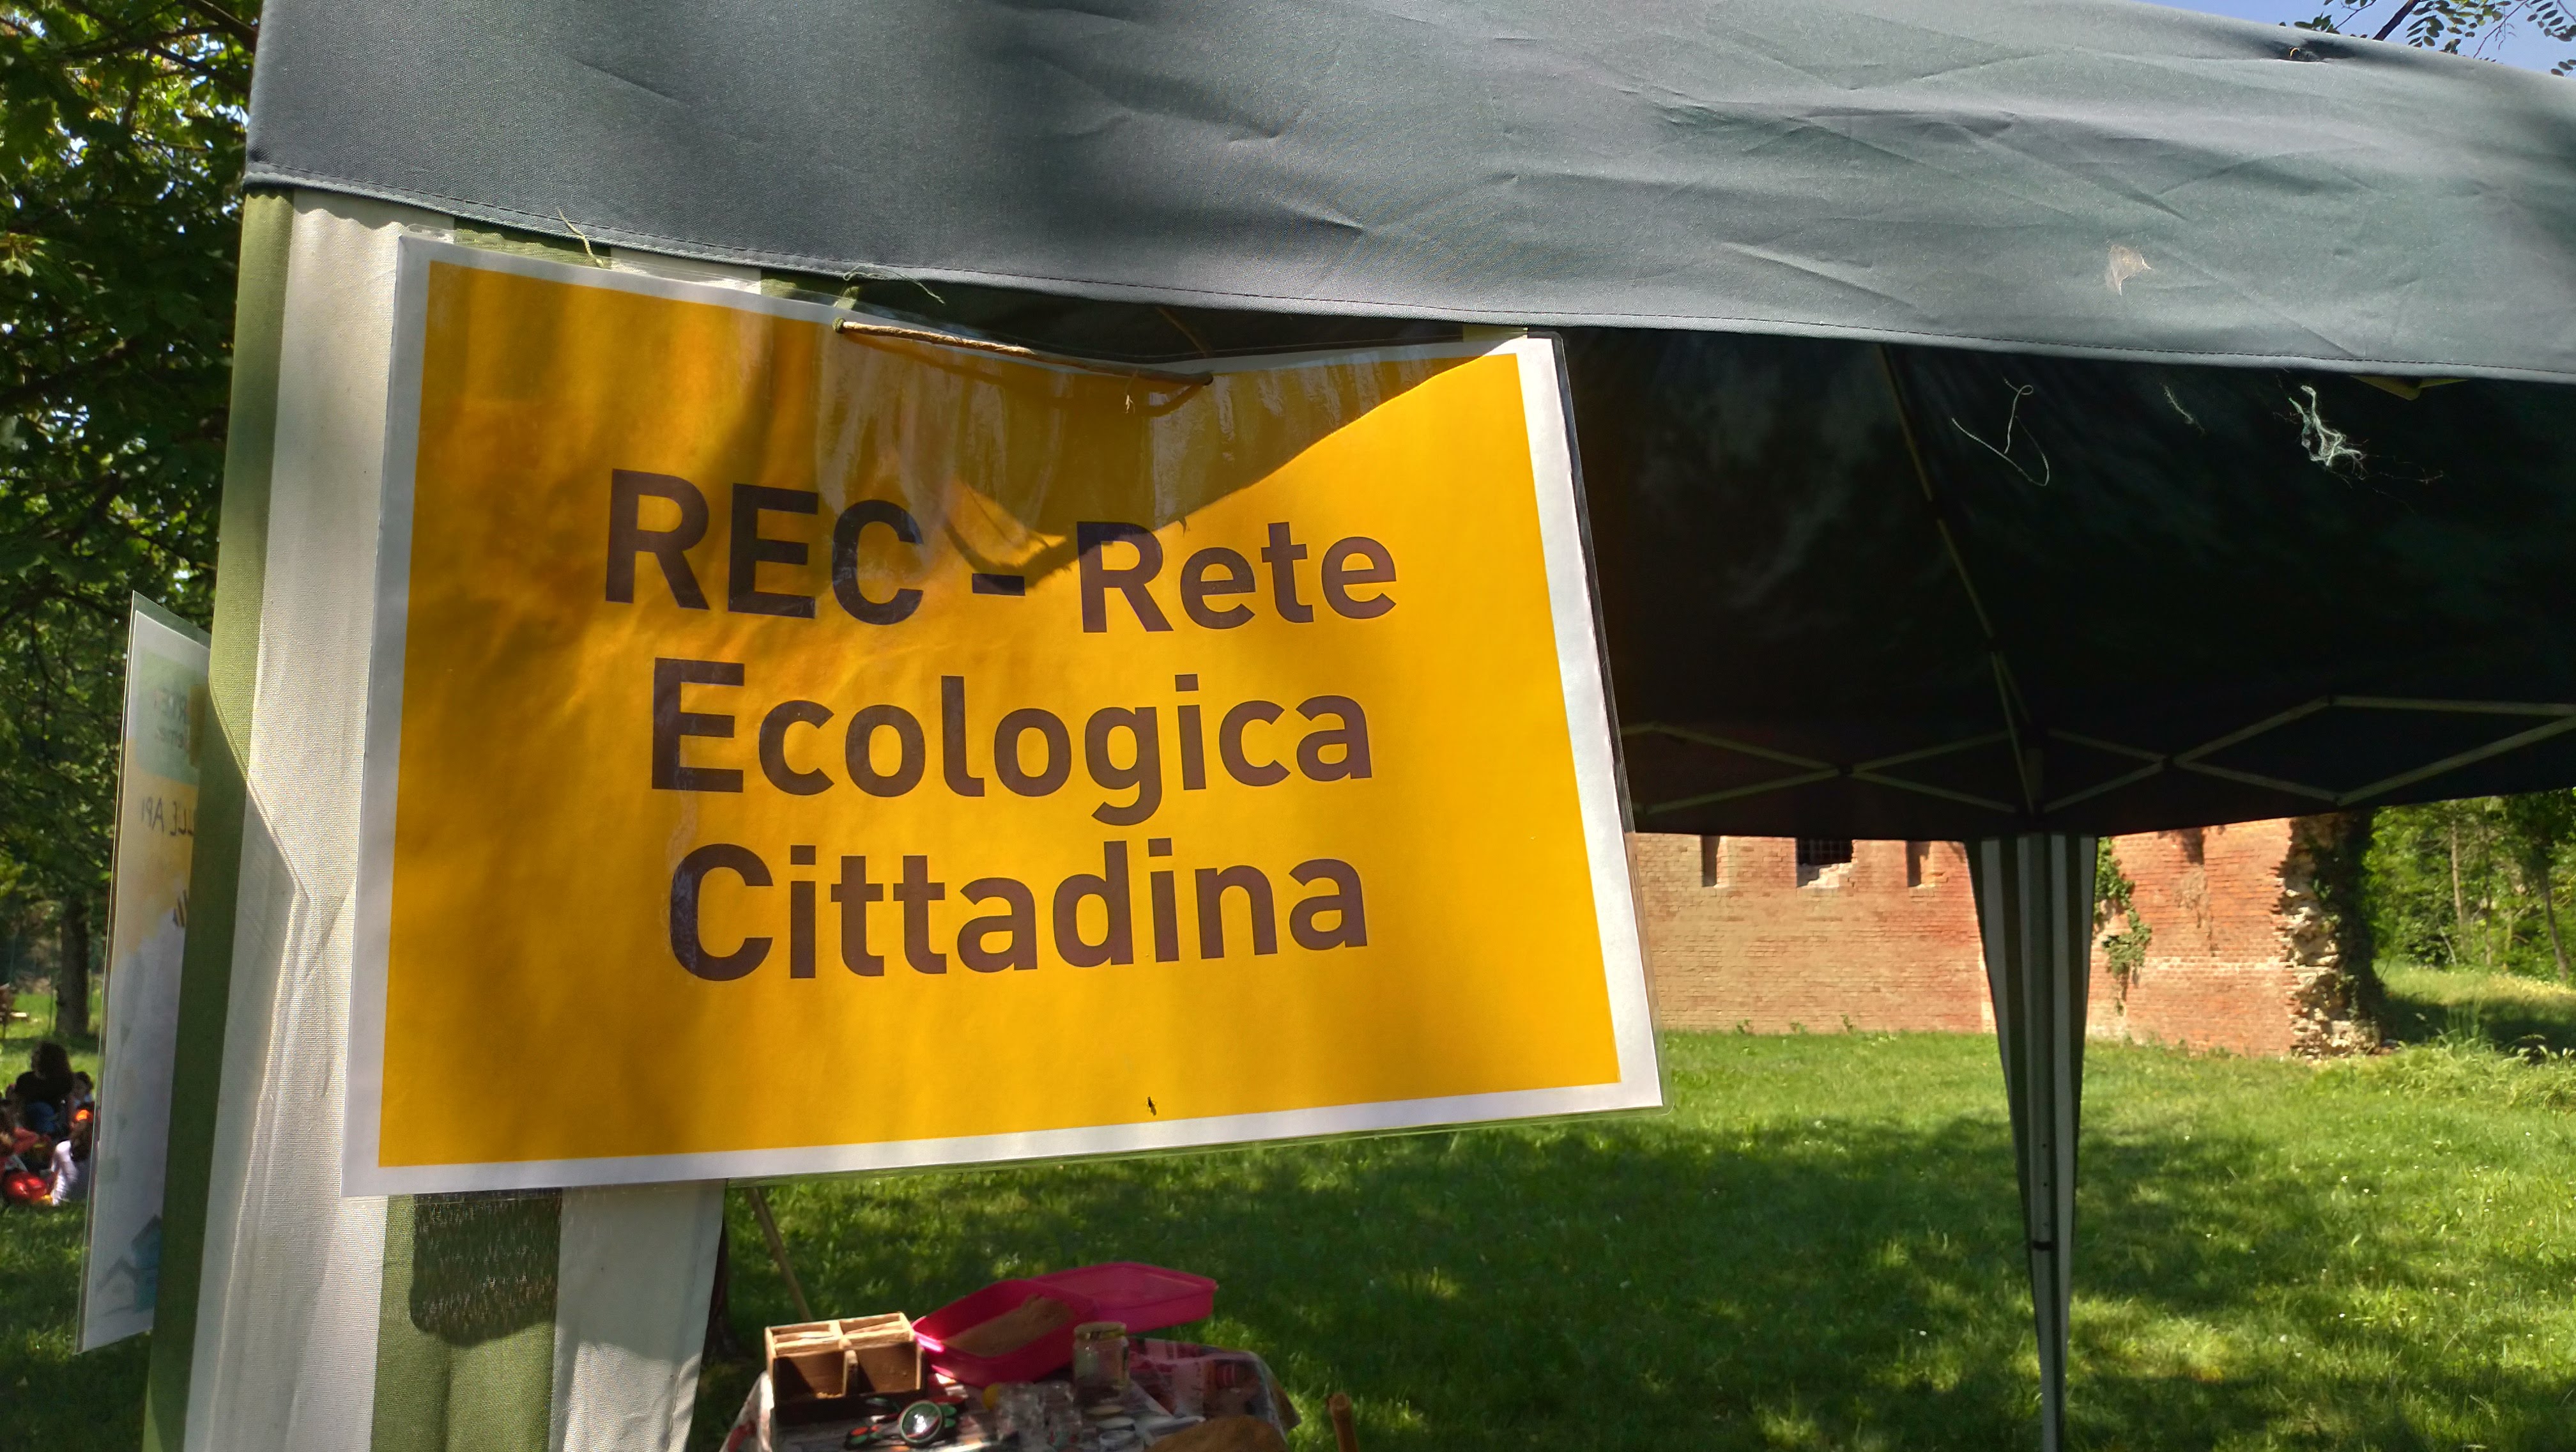 REC - Rete
Ecologica
Cittadina